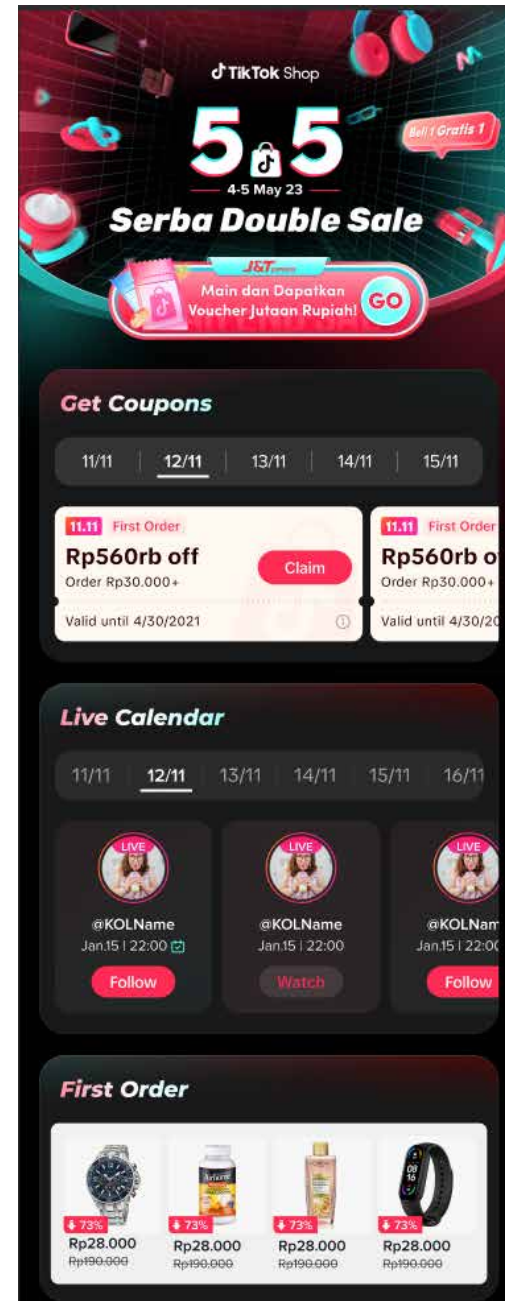 TikTok Shop
5.5
Beli 1 Gratis 1
4-5 May 23
Serba Double Sale
J&T EXPRESS
Main dan Dapatkan
Voucher Jutaan Rupiah!
GO
Get Coupons
11/11 12/11 13/11 14/11 15/11
11.11 First Order 11.11 First Order
Rp560rb off Claim Rp560rb o
Order Rp30.000+ Order Rp30.000+
Valid until 4/30/2021 Valid until 4/30/20
Live Calendar
11/11 12/11 13/11 14/11 15/11 16/11
LIVE LIVE LIVE
@KOLName @KOLName @KOLNam
Jan.15 | 22:00 Jan.15 | 22:00 Jan.15 | 22:00
Follow Watch Follow
First Order
Airborne
08
16
73% 73% 73% 73%
Rp28.000 Rp28.000 Rp28.000 Rp28.000
Rp190.000 Rp190.000 Rp190.000 Rp190.000